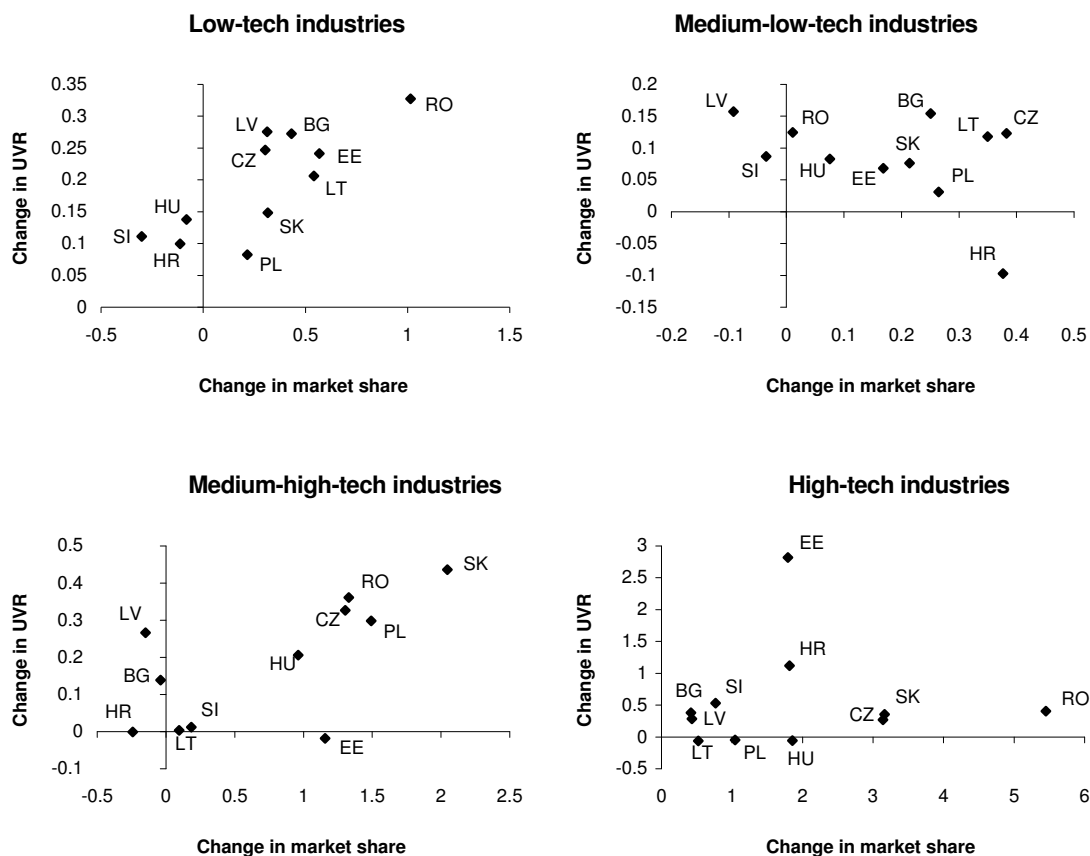 Low-tech industries
Change in UVR
0.35
0.3
0.25
0.2
0.15
0.1
0.05
0
RO
LV
BG
CZ
EE
LT
HU
SK
SI
HR
PL
-0.5
0
0.5
1
1.5
Change in market share
Medium-low-tech industries
Change in UVR
0.2
0.15
0.1
0.05
0
-0.05
-0.1
-0.15
LV
BG
RO
LT
CZ
SK
SI
HU
EE
PL
HR
-0.2
-0.1
0
0.1
0.2
0.3
0.4
0.5
Change in market share
Medium-high-tech industries
Change in UVR
0.5
0.4
0.3
0.2
0.1
0
-0.1
SK
RO
LV
CZ
PL
BG
HU
HR
SI
LT
EE
-0.5
0
0.5
1
1.5
2
2.5
Change in market share
High-tech industries
Change in UVR
3
2.5
2
1.5
1
0.5
0
-0.5
EE
HR
BG
SI
SK
RO
LV
CZ
LT
PL
HU
0
1
2
3
4
5
6
Change in market share